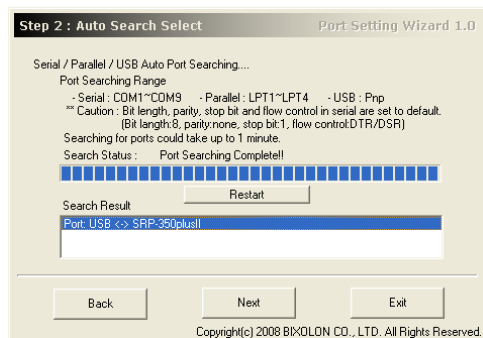 Step 2 : Auto Search Select Port Setting Wizard 1.0
Serial / Parallel / USB Auto Port Searching....
Port Searching Range
- Serial : COM1~COM9 - Parallel : LPT1~LPT4 - USB : Pnp
** Caution : Bit length, parity, stop bit and flow control in serial are set to default.
(Bit length:8, parity:none, stop bit:1, flow control:DTR/DSR)
Searching for ports could take up to 1 minute.
Search Status : Port Searching Complete!!
Restart
Search Result
Port: USB <-> SRP-350plusII
Back Next Exit
Copyright(c) 2008 BIXOLON CO., LTD. All Rights Reserved.